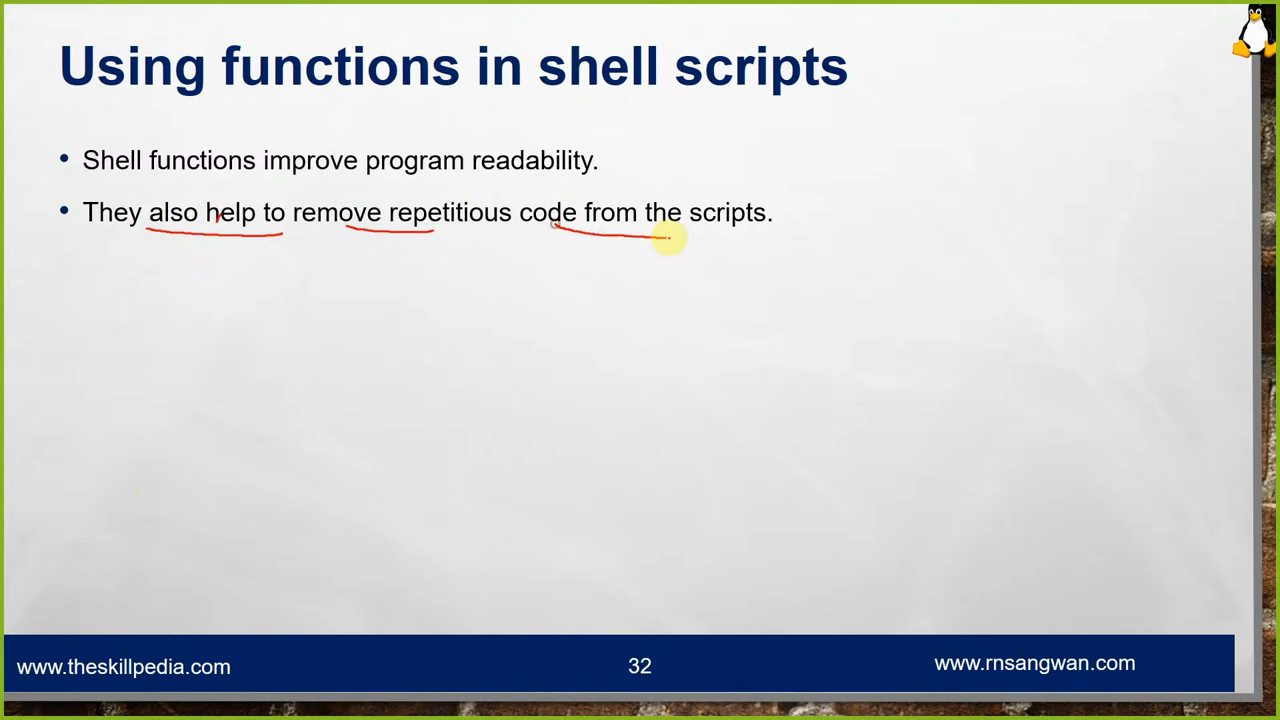 Using functions in shell scripts
• Shell functions improve program readability.
• They also help to remove repetitious code from the scripts.
www.theskillpedia.com
32
www.rnsangwan.com